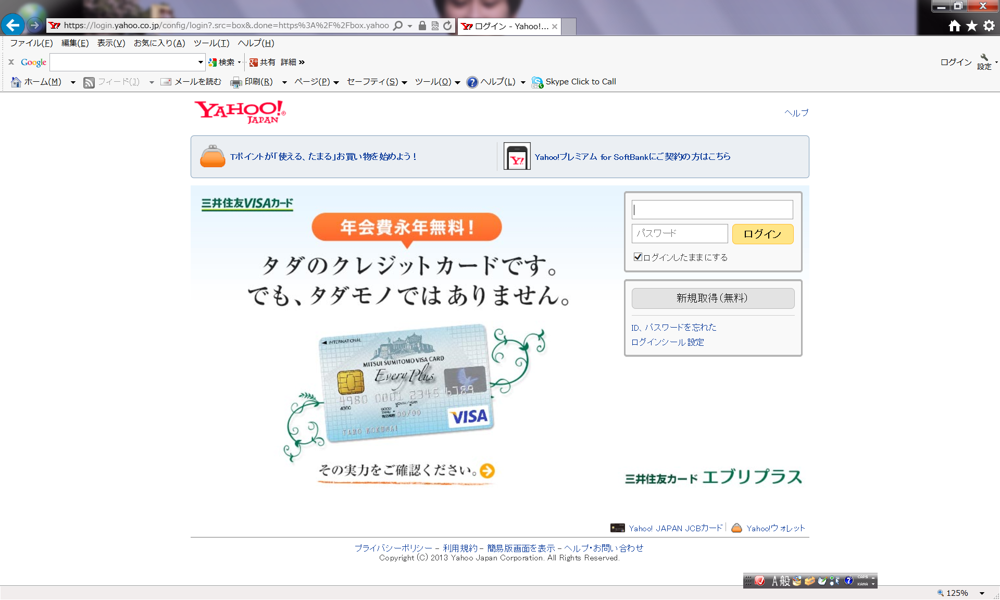 https://login.yahoo.co.jp/config/login?.src=box&.done=https%3A%2F%2Fbox.yahoo
ログイン - Yahoo!...
ファイル(F) 編集(E) 表示(V) お気に入り(A) ツール(T) ヘルプ(H)
x Google 検索 共有 詳細 »
ログイン 設定
ホーム(M) フィード(J) メールを読む 印刷(R) ページ(P) セーフティ(S) ツール(O) ヘルプ(L) Skype Click to Call
YAHOO!® JAPAN
ヘルプ
Tポイントが「使える、たまる」お買い物を始めよう!
Yahoo!プレミアム for SoftBankにご契約の方はこちら
三井住友VISAカード
年会費永年無料!
タダのクレジットカードです。
でも、タダモノではありません。
パスワード
ログイン
ログインしたままにする
新規取得(無料)
ID、パスワードを忘れた
ログインシール設定
INTERNATIONAL
MITSUI SUMITOMO VISA CARD
Every Plus
4980 0001 2345 6789
4980
MONTH/YEAR
GOOD THRU
00/00
VISA
TARO KOKUSAI
その実力をご確認ください。
三井住友カード エブリプラス
Yahoo! JAPAN JCBカード
Yahoo!ウォレット
プライバシーポリシー - 利用規約 - 簡易版画面を表示 - ヘルプ・お問い合わせ
Copyright (C) 2013 Yahoo Japan Corporation. All Rights Reserved.
A 般 CAPS
KANA
125%